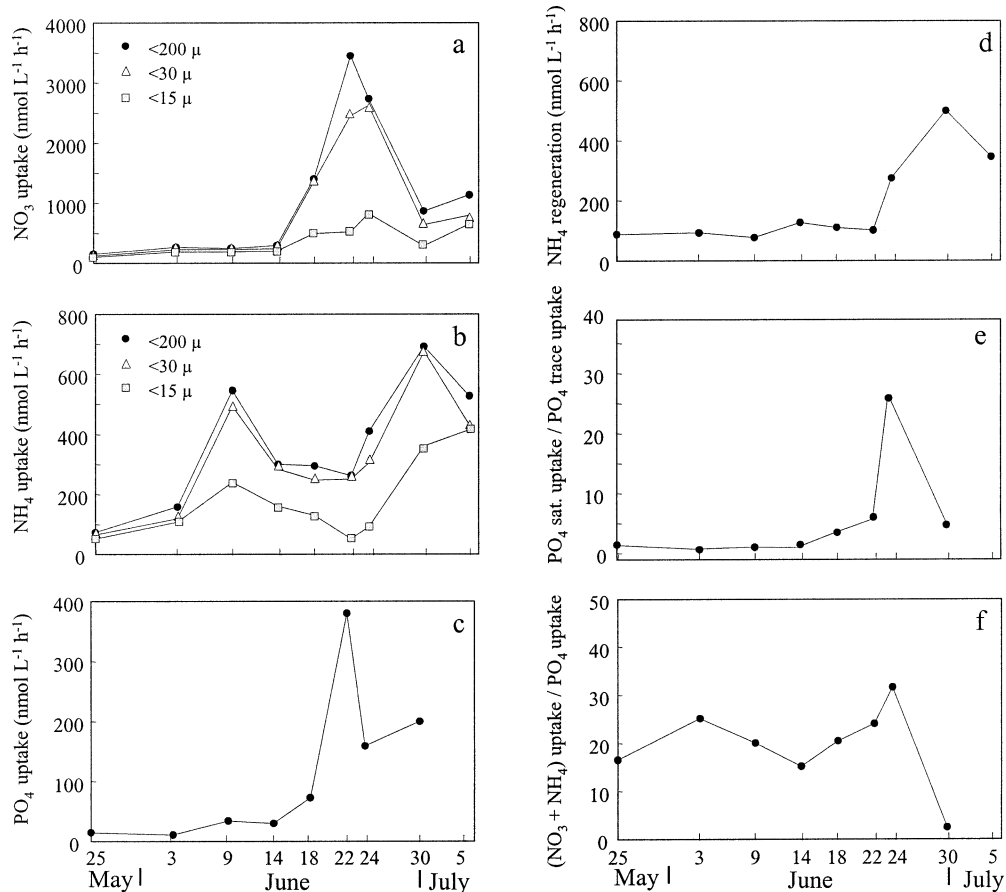 NO3 uptake (nmol L-1 h-1)
4000
3000
2000
1000
0
a
<200 µ
<30 µ
<15 µ
NH4 uptake (nmol L-1 h-1)
800
600
400
200
0
b
<200 µ
<30 µ
<15 µ
PO4 uptake (nmol L-1 h-1)
400
300
200
100
0
c
25 3 9 14 18 22 24 30 5
May June July
NH4 regeneration (nmol L-1 h-1)
800
600
400
200
0
d
PO4 sat. uptake / PO4 trace uptake
40
30
20
10
0
e
(NO3 + NH4) uptake / PO4 uptake
50
40
30
20
10
0
f
25 3 9 14 18 22 24 30 5
May June July